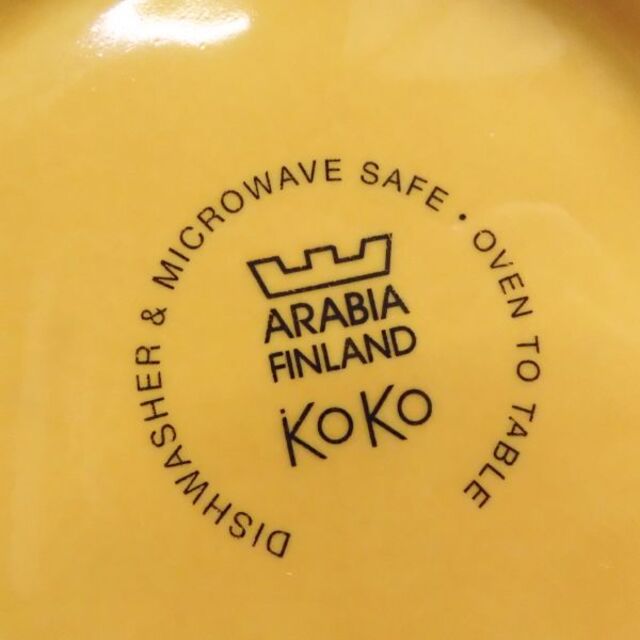 DISHWASHER & MICROWAVE SAFE • OVEN TO TABLE
ARABIA
FINLAND
KoKo